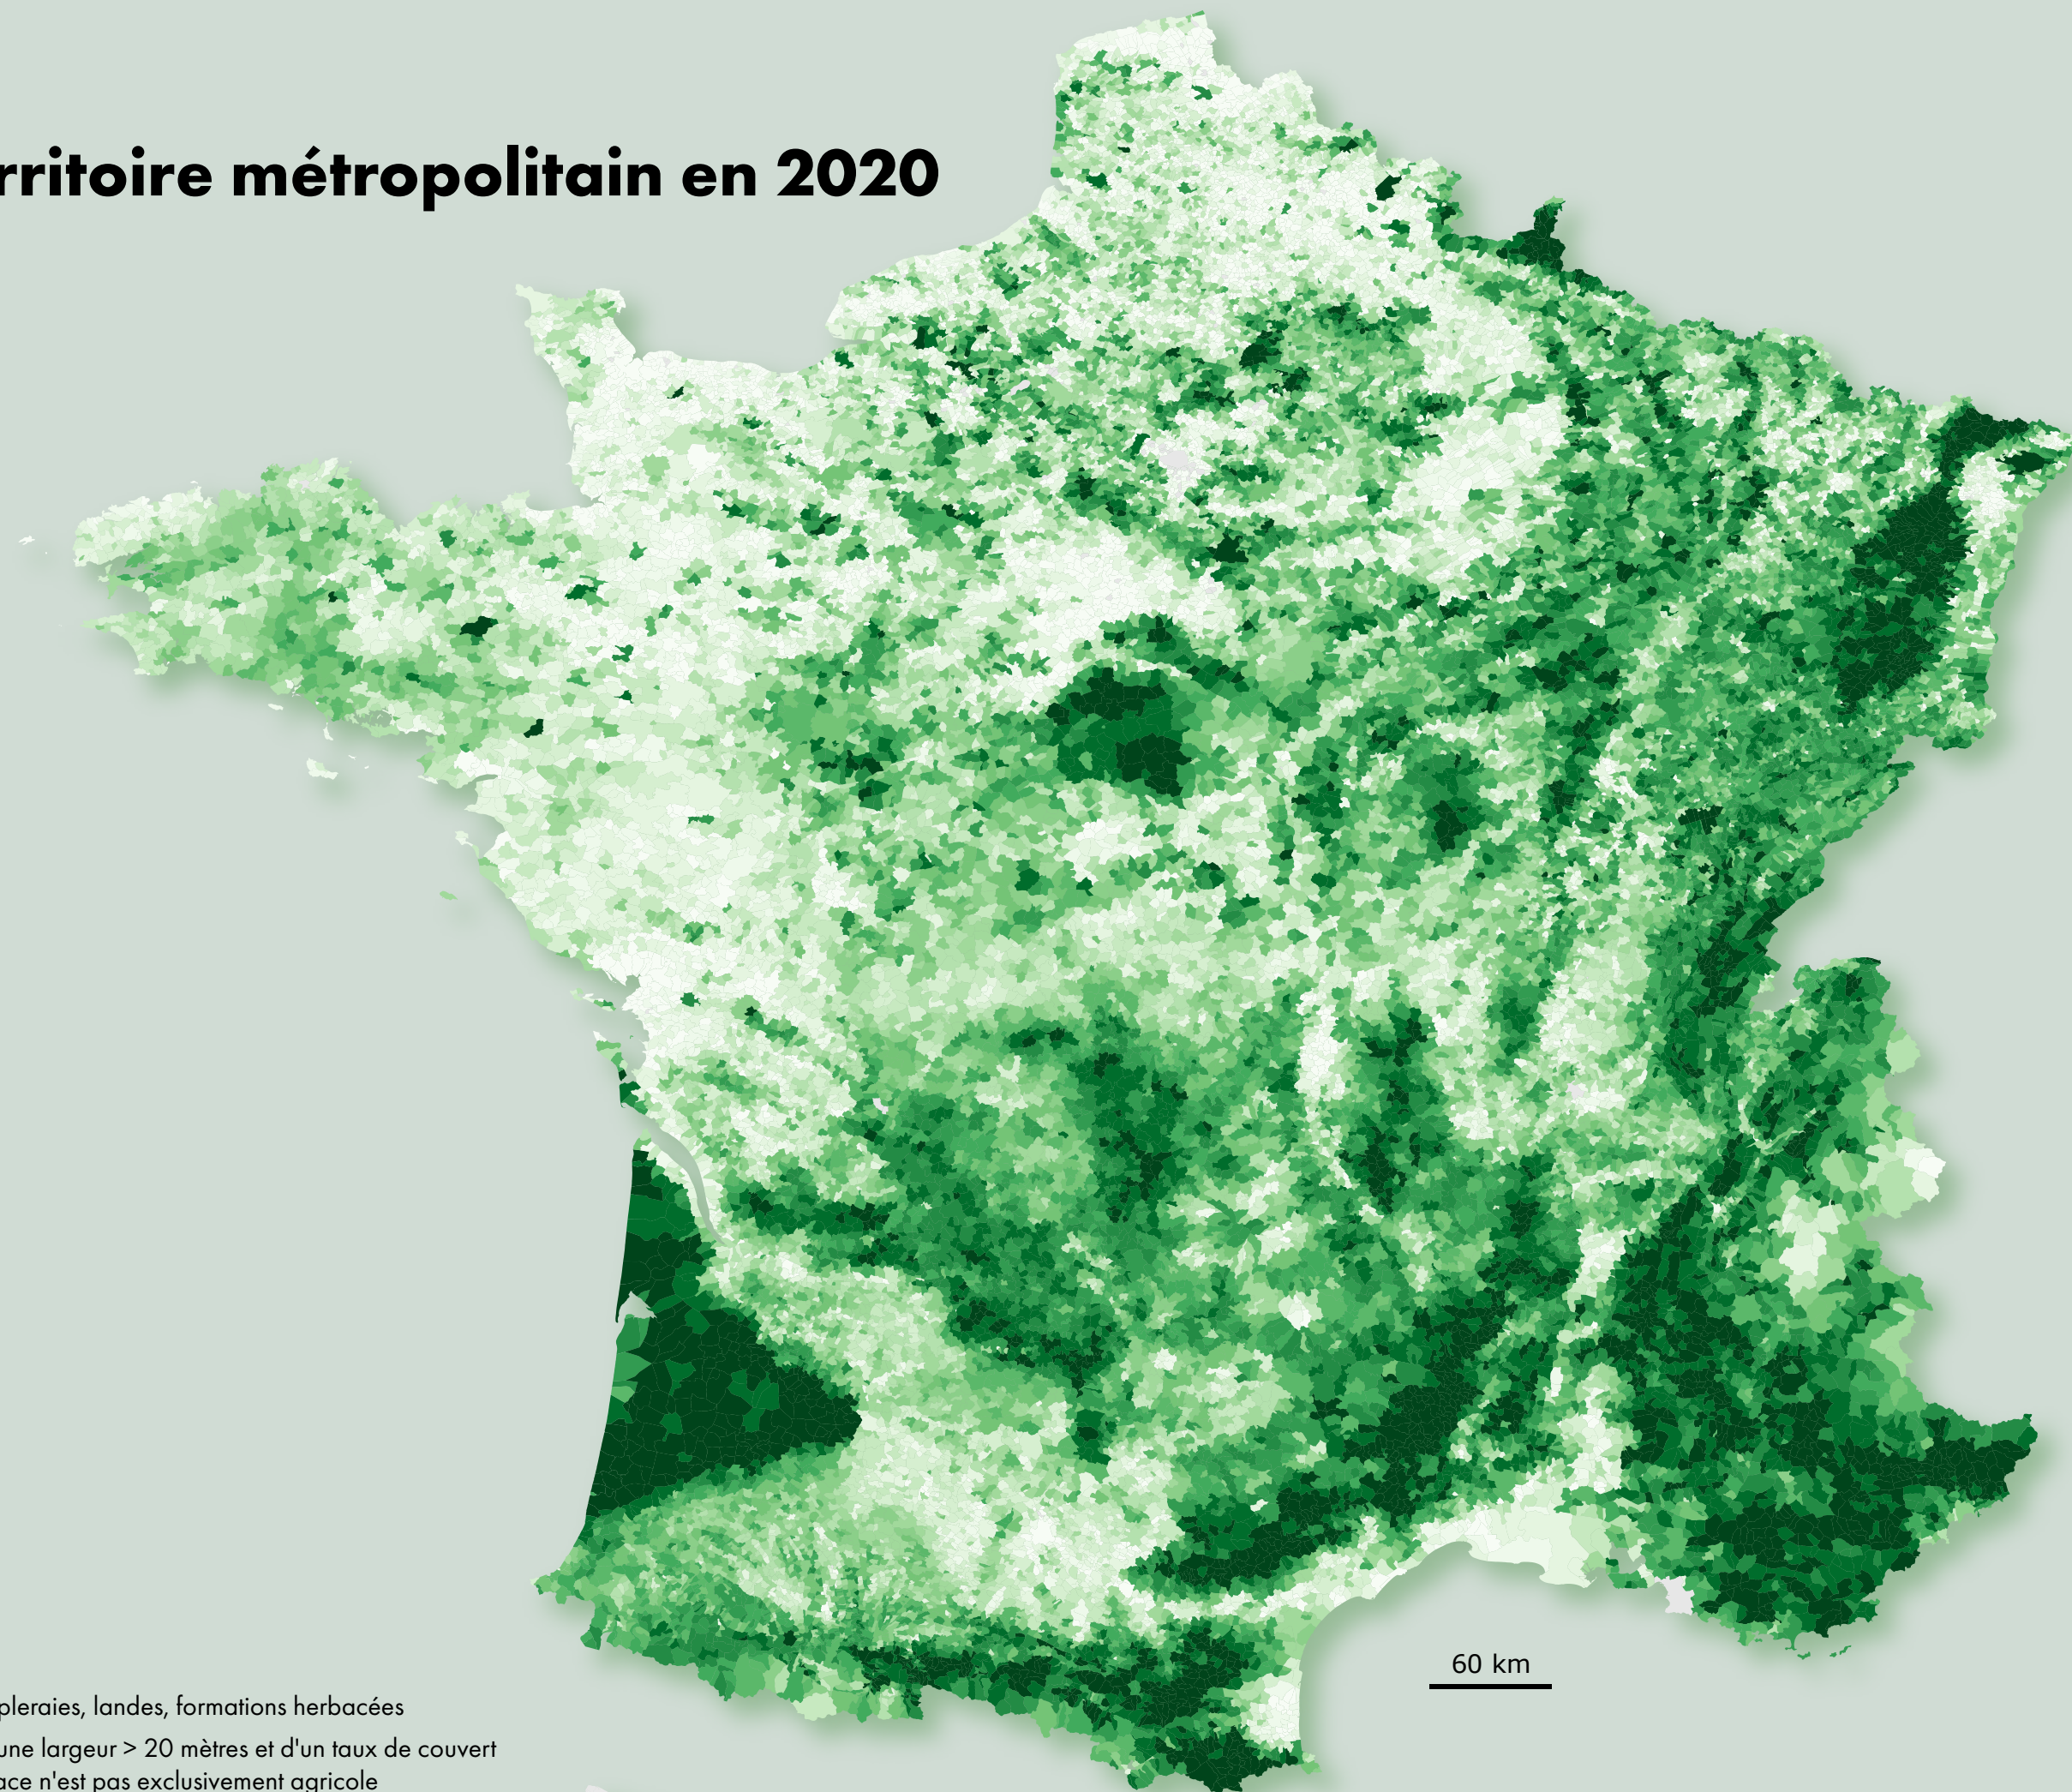 rritoire métropolitain en 2020
60 km
pleraies, landes, formations herbacées
une largeur > 20 mètres et d'un taux de couvert
ace n'est pas exclusivement agricole